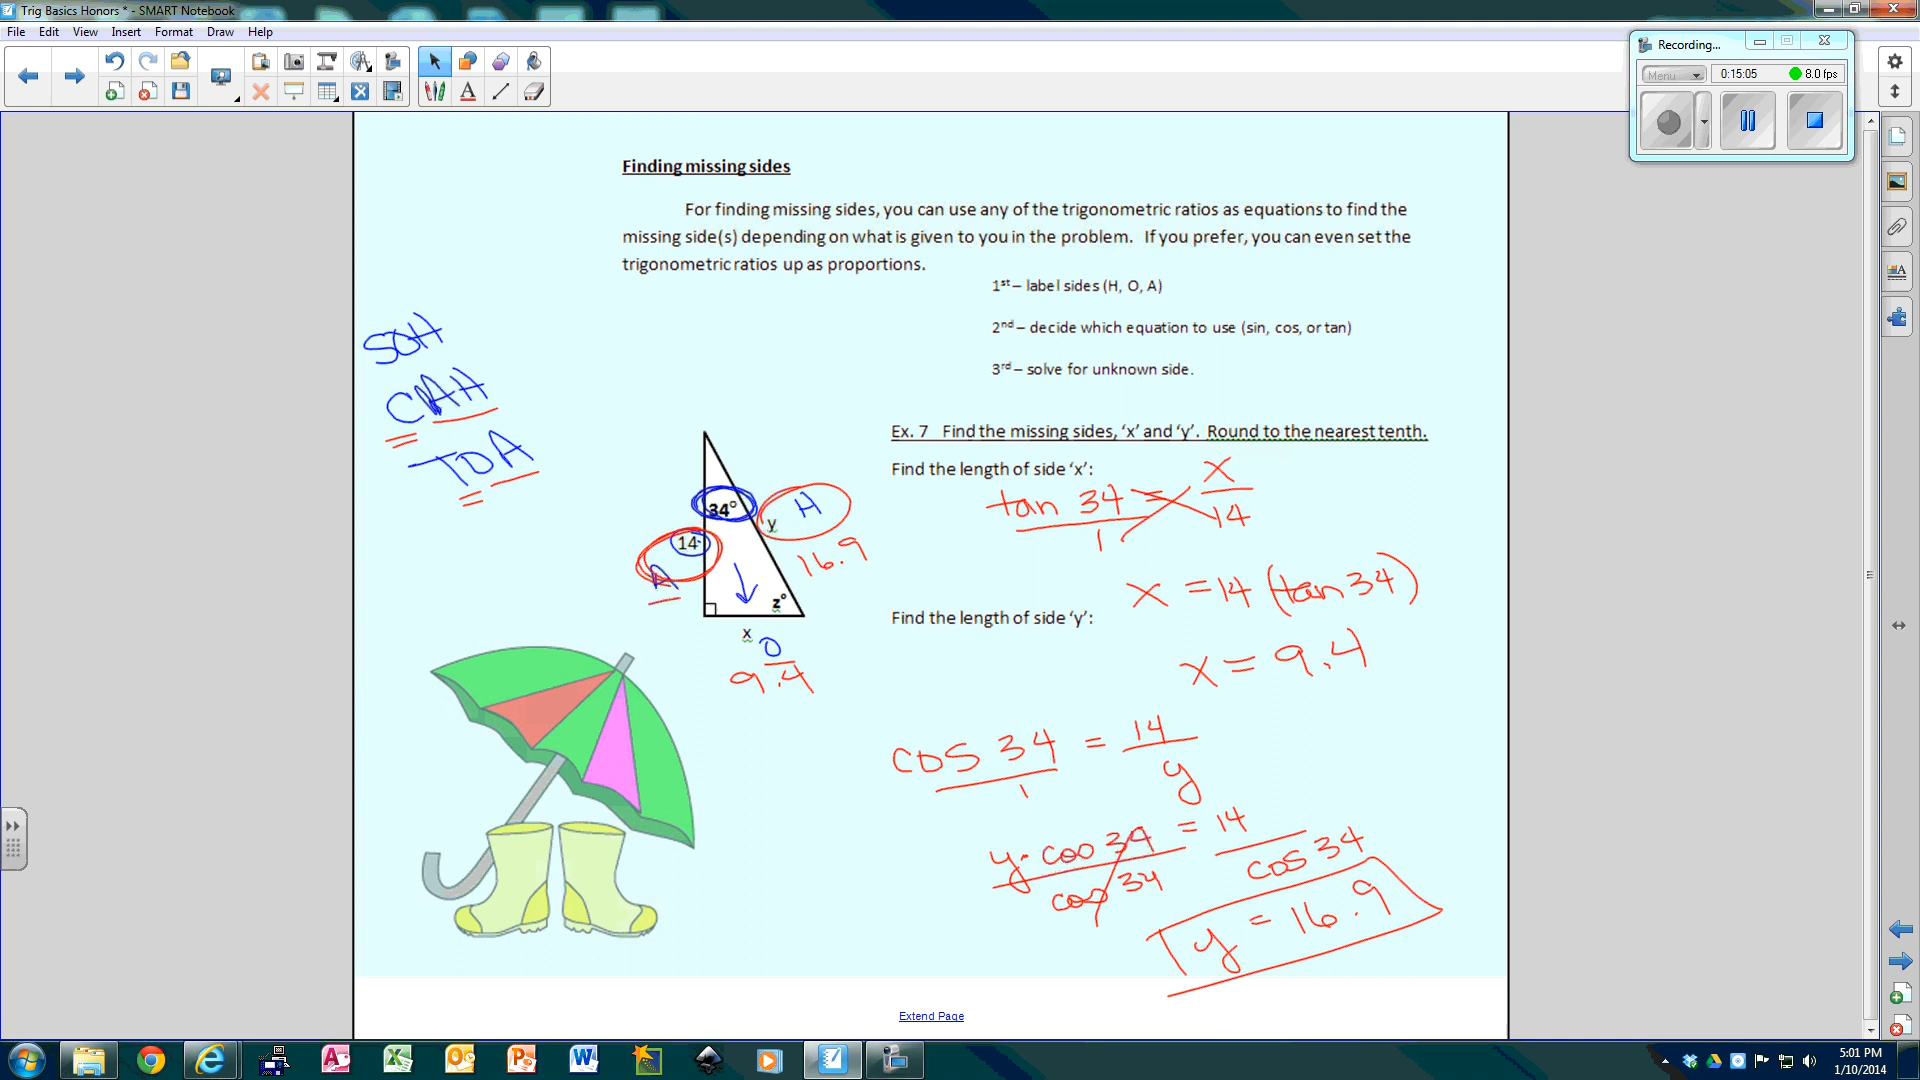 Trig Basics Honors * - SMART Notebook
File Edit View Insert Format Draw Help
Recording...
Menu 0:15:05 8.0 fps
Finding missing sides
For finding missing sides, you can use any of the trigonometric ratios as equations to find the
missing side(s) depending on what is given to you in the problem. If you prefer, you can even set the
trigonometric ratios up as proportions.
1st – label sides (H, O, A)
2nd – decide which equation to use (sin, cos, or tan)
3rd – solve for unknown side.
SOH
CAH
TOA
34°
y
H
16.9
14
A
z°
x
O
9.4
Ex. 7 Find the missing sides, ‘x’ and ‘y’. Round to the nearest tenth.
Find the length of side ‘x’:
tan 34 = x
1 14
x = 14 (tan 34)
Find the length of side ‘y’:
x = 9.4
cos 34 = 14
1 y
y · cos 34 = 14
cos 34 cos 34
y = 16.9
Extend Page
5:01 PM
1/10/2014